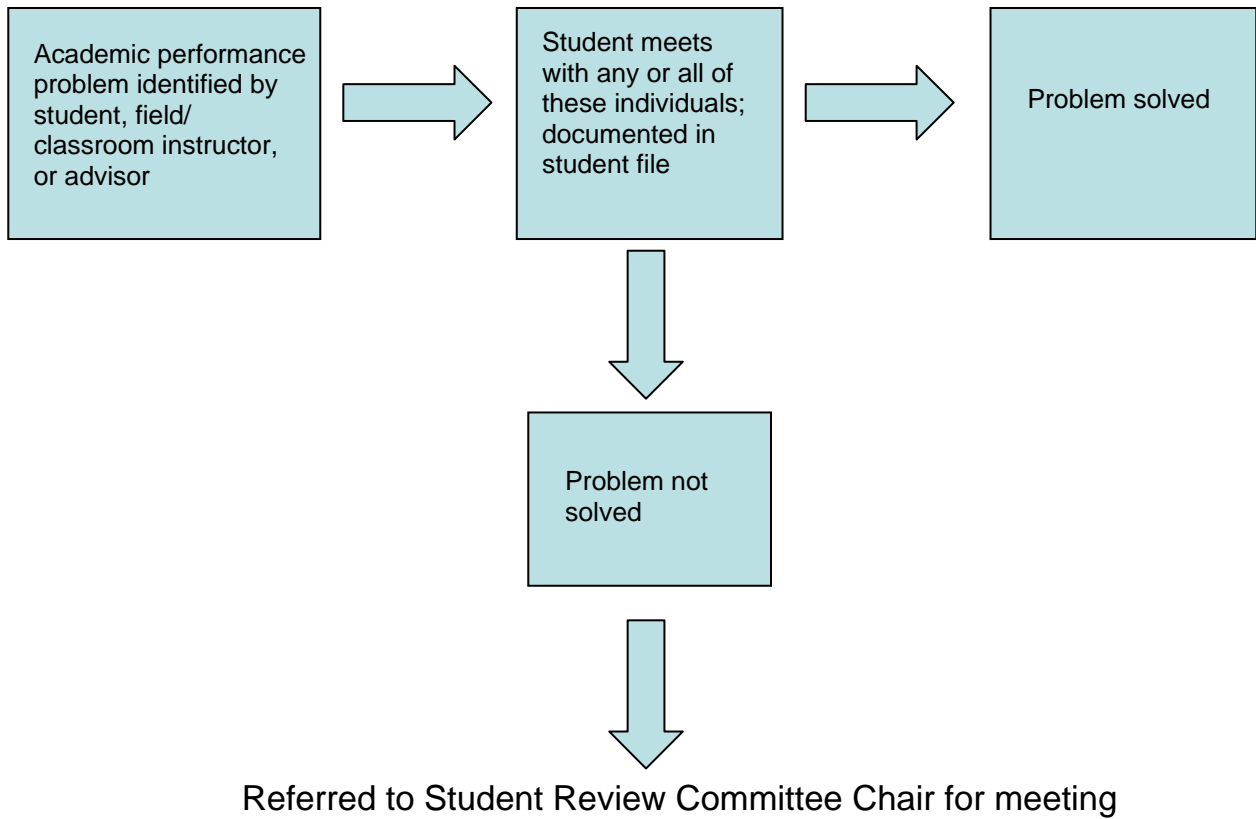 Academic performance
problem identified by
student, field/
classroom instructor,
or advisor
Student meets
with any or all of
these individuals;
documented in
student file
Problem solved
Problem not
solved
Referred to Student Review Committee Chair for meeting